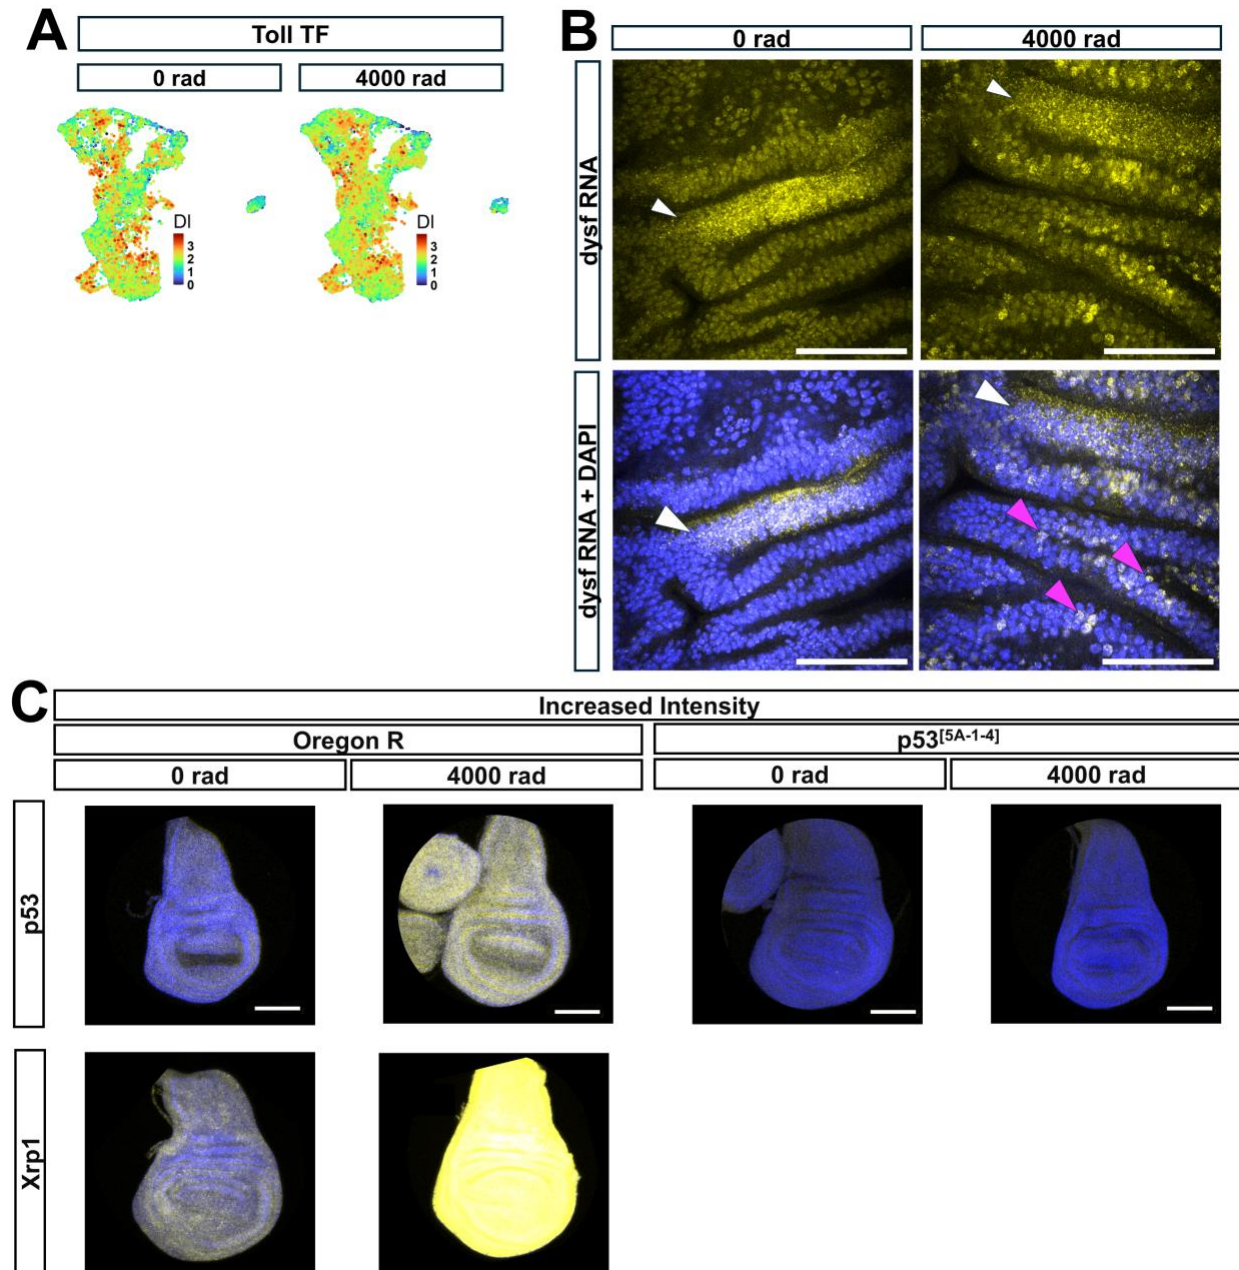 A
Toll TF
0 rad
4000 rad
Dl
3
2
1
0
Dl
3
2
1
0
B
0 rad
4000 rad
dysf RNA
dysf RNA + DAPI
C
Increased Intensity
Oregon R
p53[5A-1-4]
0 rad
4000 rad
0 rad
4000 rad
p53
Xrp1